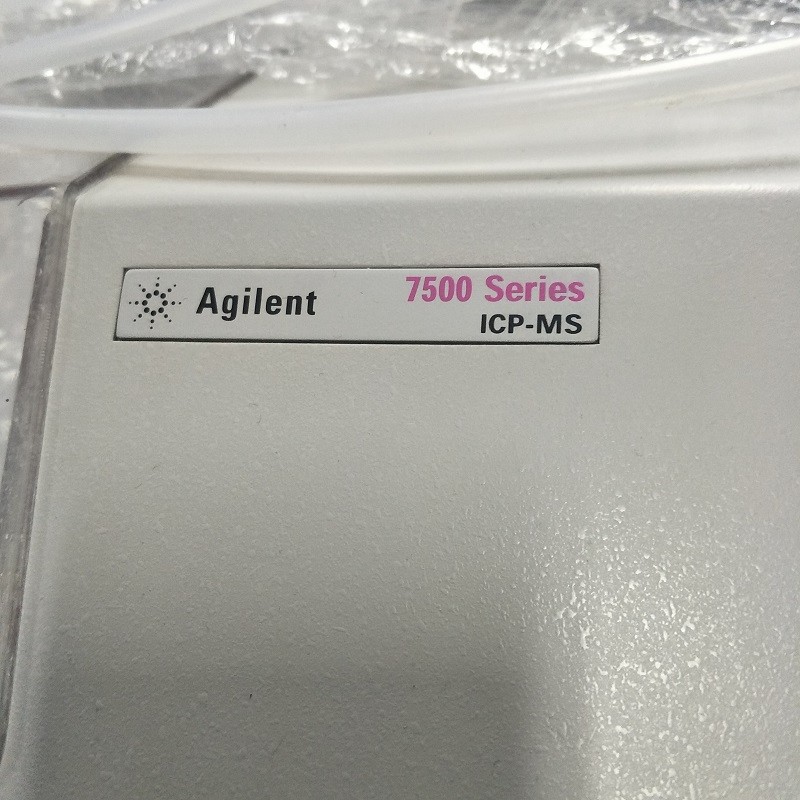 Agilent
7500 Series
ICP-MS